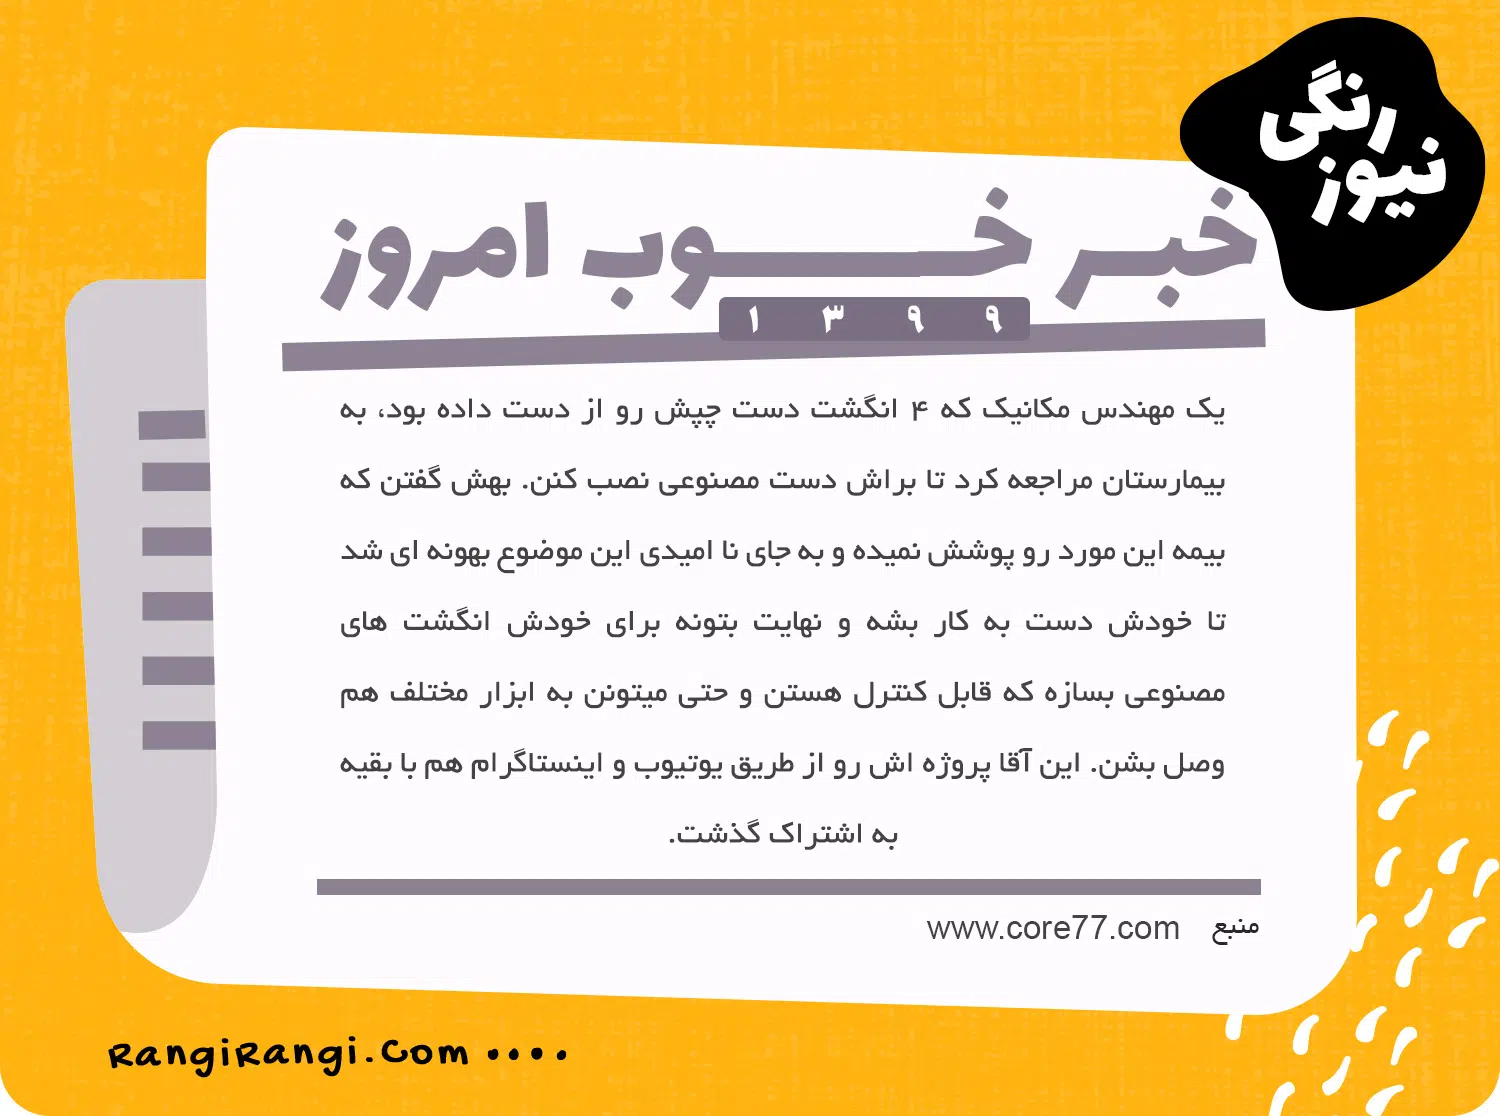 رنگی
نیوز
خبر خوب امروز
۱۳۹۹
یک مهندس مکانیک که ۴ انگشت دست چپش رو از دست داده بود، به
بیمارستان مراجعه کرد تا براش دست مصنوعی نصب کنن. بهش گفتن که
بیمه این مورد رو پوشش نمیده و به جای نا امیدی این موضوع بهونه ای شد
تا خودش دست به کار بشه و نهایت بتونه برای خودش انگشت های
مصنوعی بسازه که قابل کنترل هستن و حتی میتونن به ابزار مختلف هم
وصل بشن. این آقا پروژه اش رو از طریق یوتیوب و اینستاگرام هم با بقیه
به اشتراک گذشت.
منبع www.core77.com
RangiRangi.Com ••••